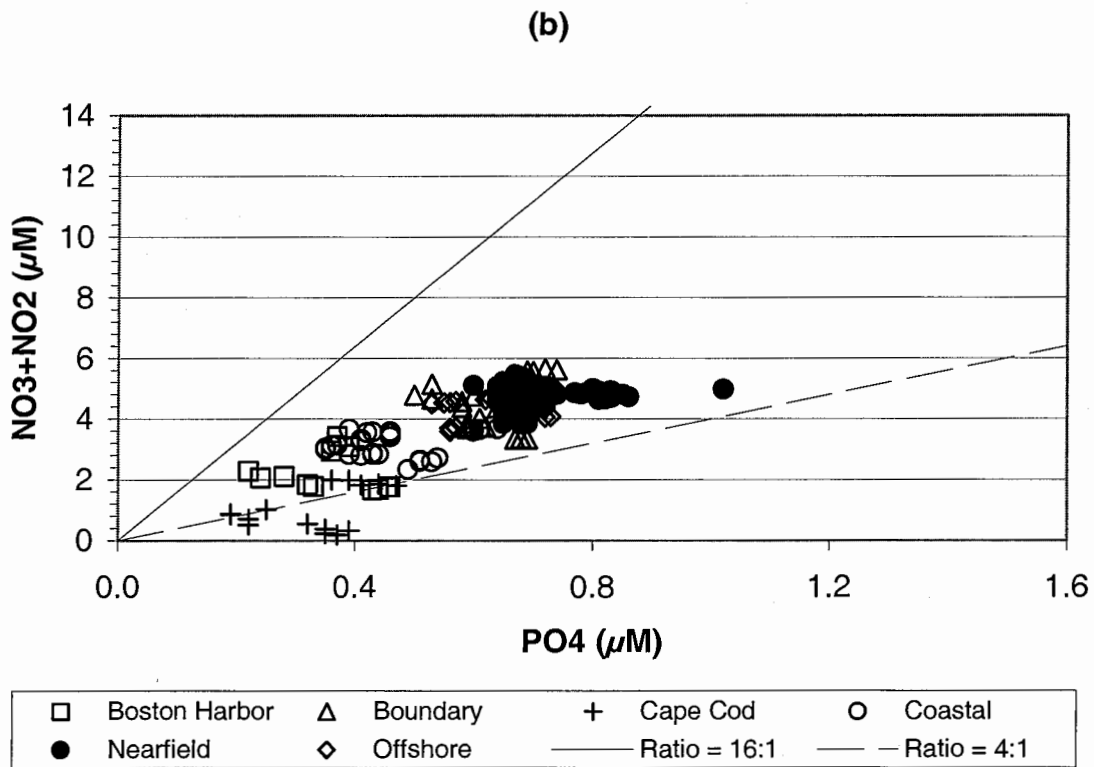 (b)
NO3+NO2 (μM)
14
12
10
8
6
4
2
0
0.0 0.4 0.8 1.2 1.6
PO4 (μM)
Boston Harbor Boundary Cape Cod Coastal
Nearfield Offshore Ratio = 16:1 Ratio = 4:1